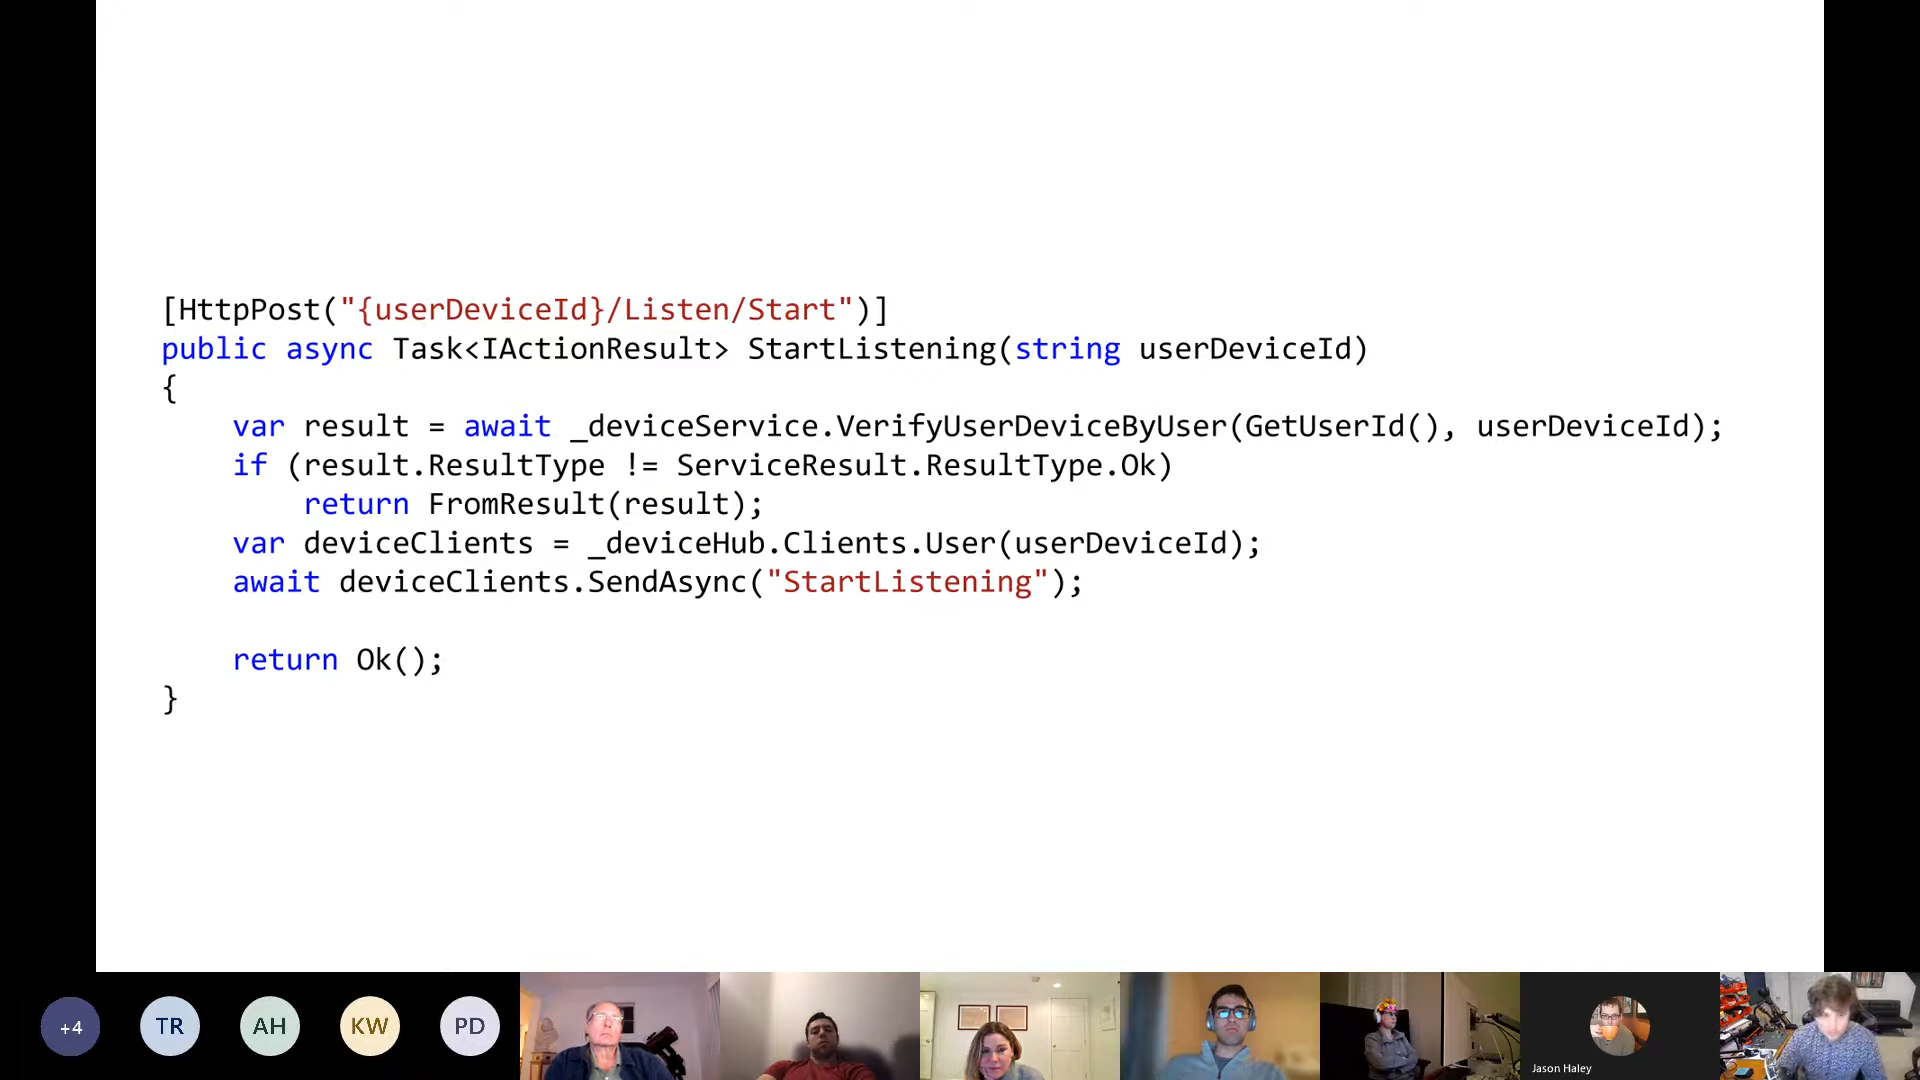 [HttpPost("{userDeviceId}/Listen/Start")]
public async Task<IActionResult> StartListening(string userDeviceId)
{
    var result = await _deviceService.VerifyUserDeviceByUser(GetUserId(), userDeviceId);
    if (result.ResultType != ServiceResult.ResultType.Ok)
        return FromResult(result);
    var deviceClients = _deviceHub.Clients.User(userDeviceId);
    await deviceClients.SendAsync("StartListening");

    return Ok();
}
+4 TR AH KW PD
Jason Haley